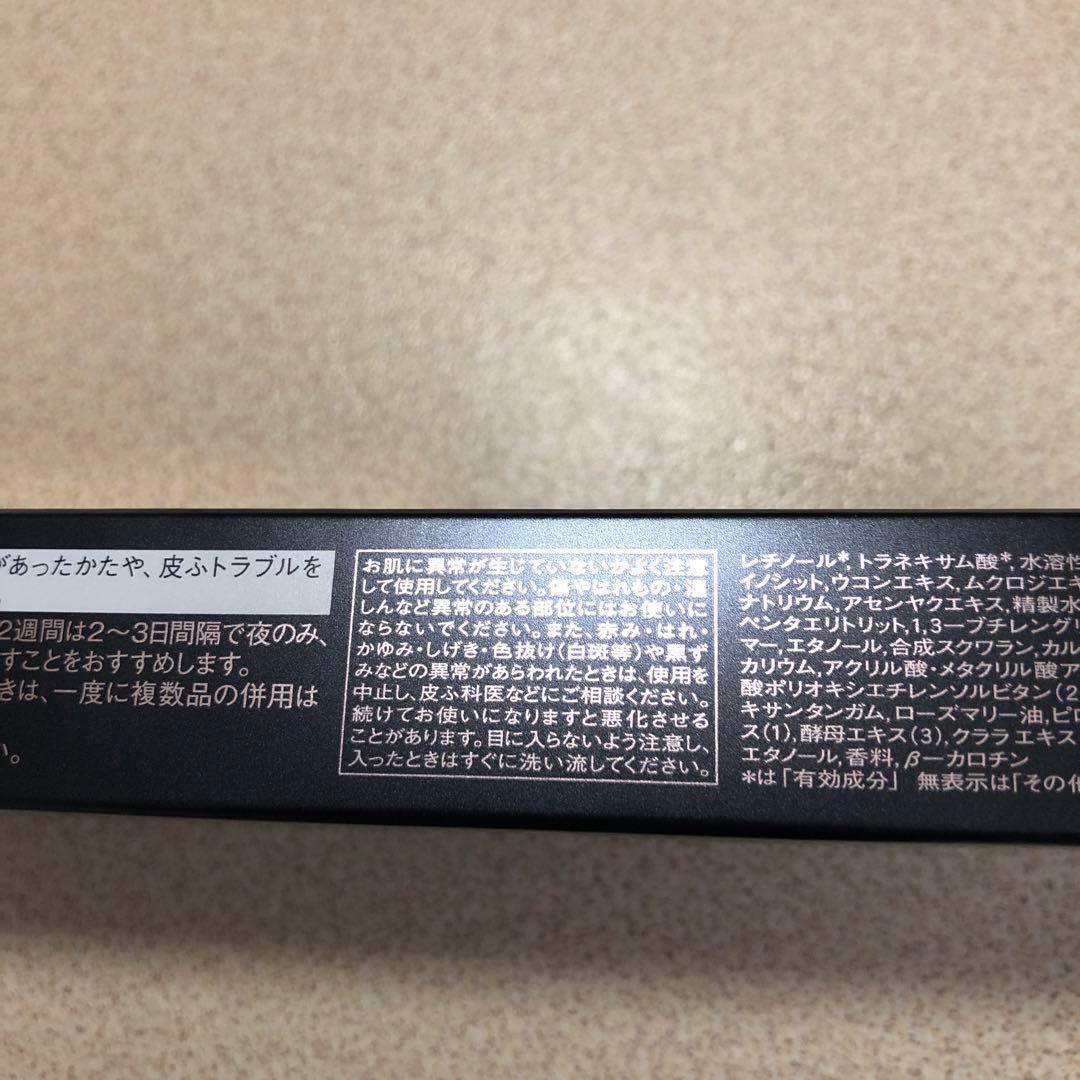 があったかたや、皮ふトラブルを
2週間は2〜3日間隔で夜のみ、
すことをおすすめします。
きは、一度に複数品の併用は
い。
お肌に異常が生じていないかよく注意
して使用してください。傷やはれもの・湿
しんなど異常のある部位にはお使いに
ならないでください。また、赤み・はれ・
かゆみ・しげき・色抜け(白斑等)や黒ず
みなどの異常があらわれたときは、使用を
中止し、皮ふ科医などにご相談ください。
続けてお使いになりますと悪化させる
ことがあります。目に入らないよう注意し、
入ったときはすぐに洗い流してください。
レチノール*,トラネキサム酸*,水溶性
イノシット,ウコンエキス,ムクロジエキ
ナトリウム,アセンヤクエキス,精製水
ペンタエリトリット,1,3ーブチレングリ
マー,エタノール,合成スクワラン,カル
カリウム,アクリル酸・メタクリル酸ア
酸ポリオキシエチレンソルビタン(2
キサンタンガム,ローズマリー油,ピロ
ス(1),酵母エキス(3),クララエキス
エタノール,香料,βーカロチン
*は「有効成分」 無表示は「その他